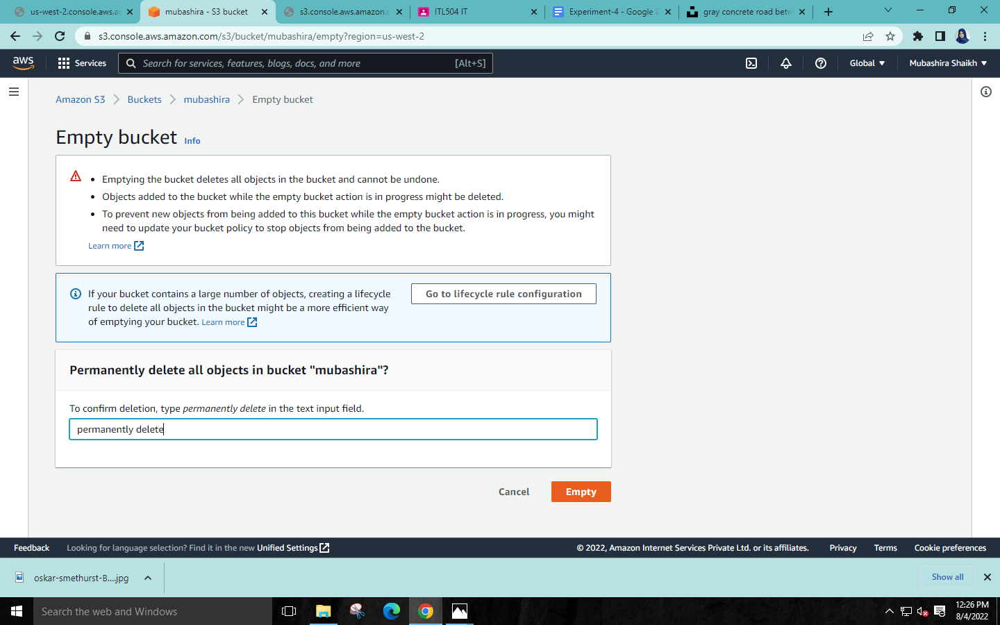 us-west-2.console.aws.a
mubashira - S3 bucket
s3.console.aws.amazon.c
ITL504 IT
Experiment-4 - Google D
gray concrete road betw
s3.console.aws.amazon.com/s3/bucket/mubashira/empty?region=us-west-2
aws
Services
Search for services, features, blogs, docs, and more
[Alt+S]
Global
Mubashira Shaikh
Amazon S3
Buckets
mubashira
Empty bucket
Empty bucket
Info
Emptying the bucket deletes all objects in the bucket and cannot be undone.
Objects added to the bucket while the empty bucket action is in progress might be deleted.
To prevent new objects from being added to this bucket while the empty bucket action is in progress, you might
need to update your bucket policy to stop objects from being added to the bucket.
Learn more
If your bucket contains a large number of objects, creating a lifecycle
rule to delete all objects in the bucket might be a more efficient way
of emptying your bucket. Learn more
Go to lifecycle rule configuration
Permanently delete all objects in bucket "mubashira"?
To confirm deletion, type permanently delete in the text input field.
permanently delete
Cancel
Empty
Feedback
Looking for language selection? Find it in the new Unified Settings
© 2022, Amazon Internet Services Private Ltd. or its affiliates.
Privacy
Terms
Cookie preferences
oskar-smethurst-B....jpg
Show all
Search the web and Windows
12:26 PM
8/4/2022